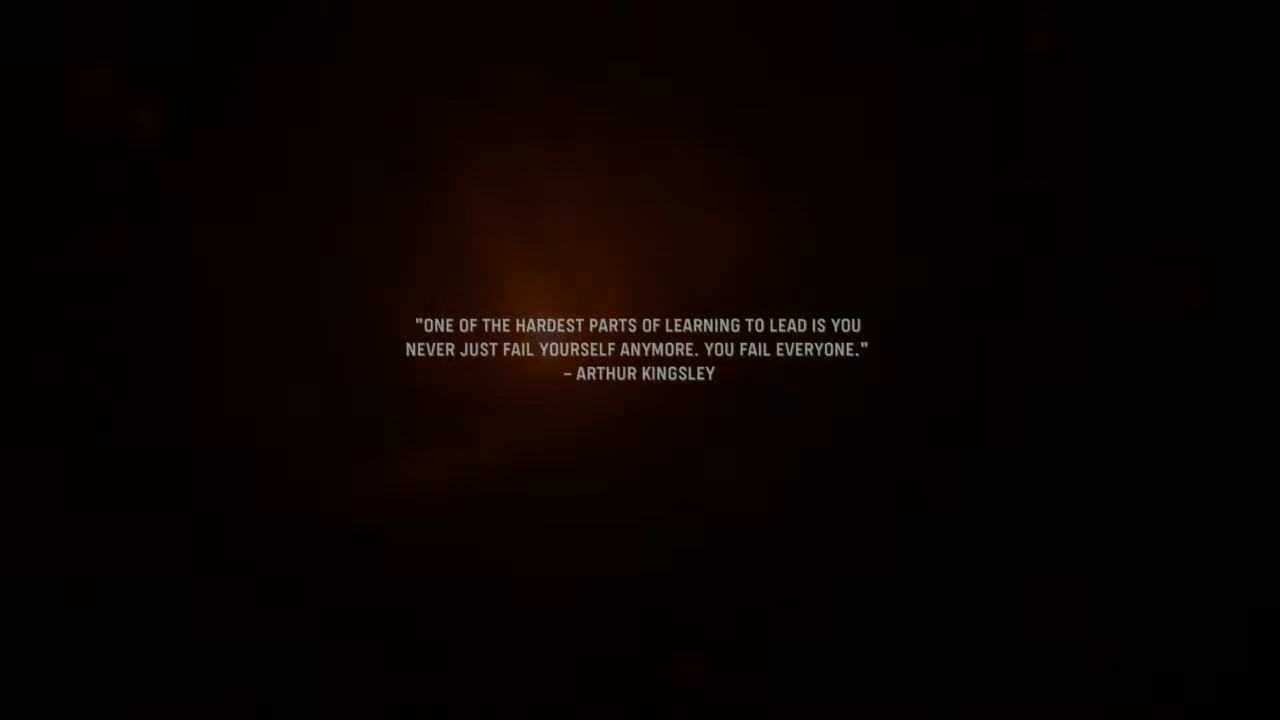 "ONE OF THE HARDEST PARTS OF LEARNING TO LEAD IS YOU
NEVER JUST FAIL YOURSELF ANYMORE. YOU FAIL EVERYONE."
– ARTHUR KINGSLEY